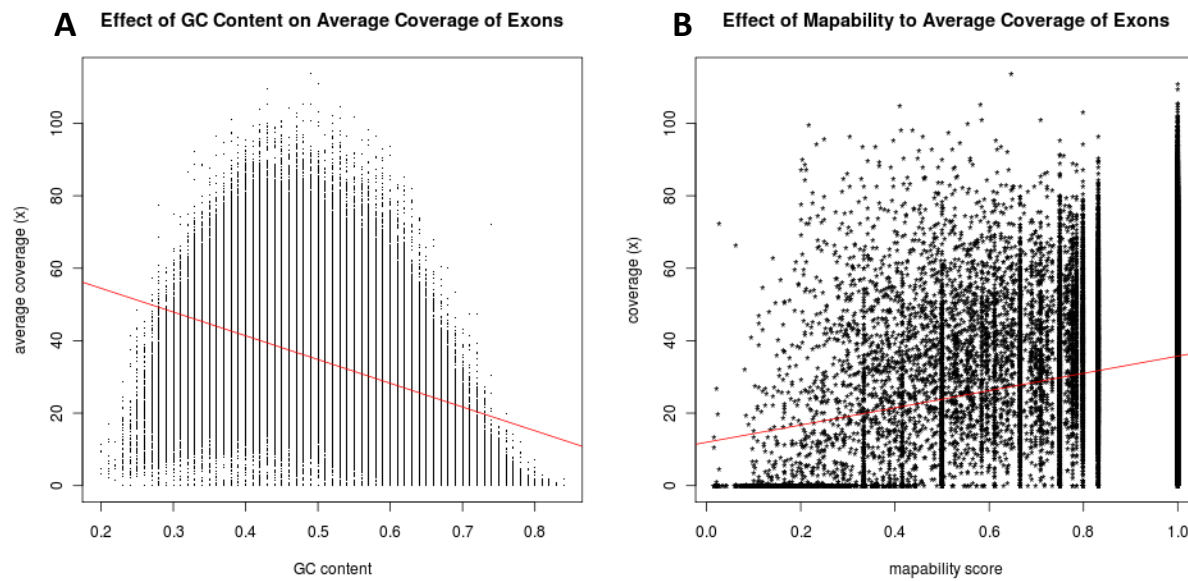 A Effect of GC Content on Average Coverage of Exons
average coverage (x)
100
80
60
40
20
0
0.2 0.3 0.4 0.5 0.6 0.7 0.8
GC content
B Effect of Mapability to Average Coverage of Exons
coverage (x)
100
80
60
40
20
0
0.0 0.2 0.4 0.6 0.8 1.0
mapability score